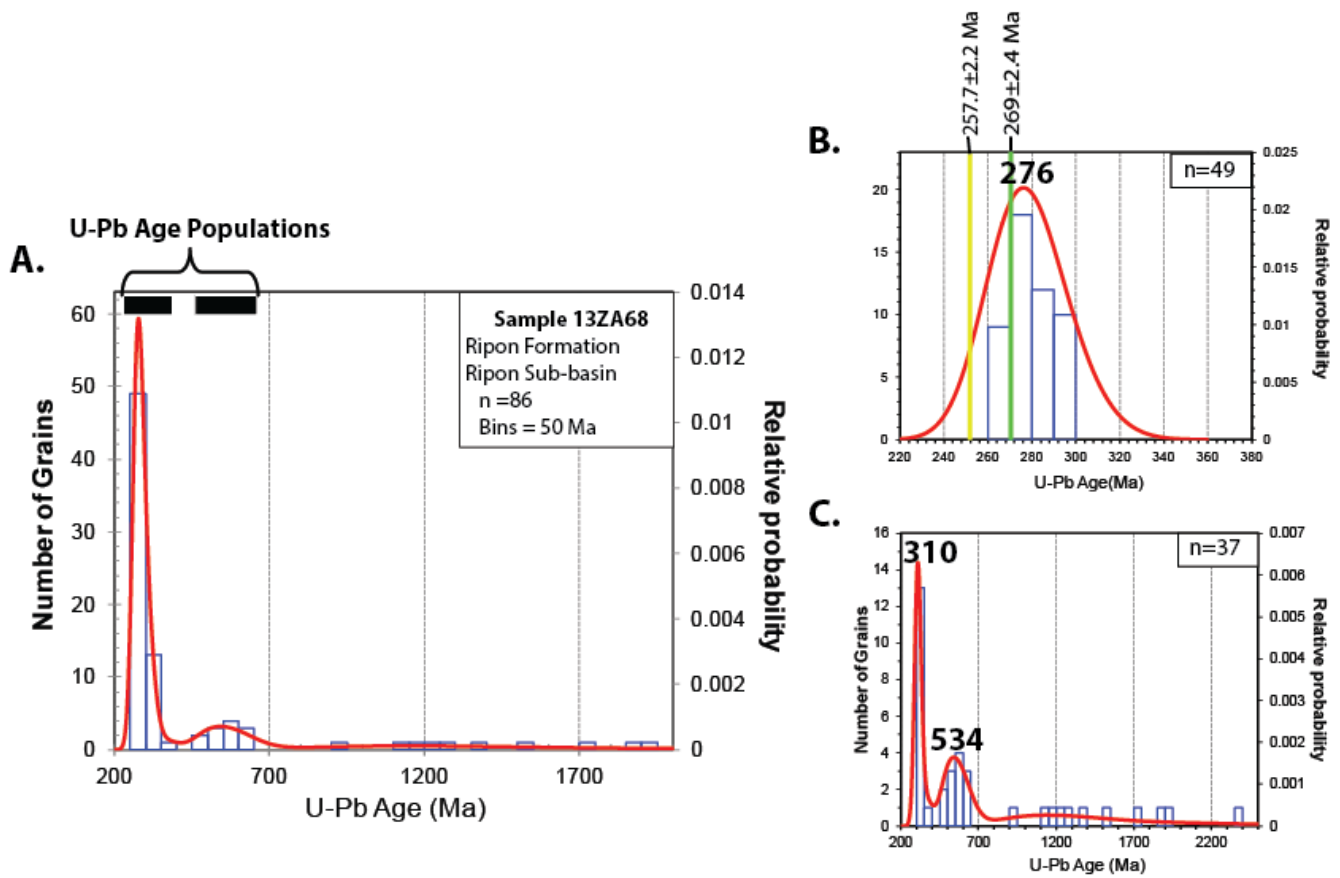 A.
U-Pb Age Populations
Sample 13ZA68
Ripon Formation
Ripon Sub-basin
n =86
Bins = 50 Ma
60
50
40
30
20
10
0
Number of Grains
0.014
0.012
0.01
0.008
0.006
0.004
0.002
0
Relative probability
200 700 1200 1700
U-Pb Age (Ma)
B.
257.7±2.2 Ma
269±2.4 Ma
276
n=49
20
15
10
5
0
0.025
0.02
0.015
0.01
0.005
0
Relative probability
220 240 260 280 300 320 340 360 380
U-Pb Age(Ma)
C.
310
534
n=37
16
14
12
10
8
6
4
2
0
Number of Grains
0.007
0.006
0.005
0.004
0.003
0.002
0.001
0
Relative probability
200 700 1200 1700 2200
U-Pb Age (Ma)